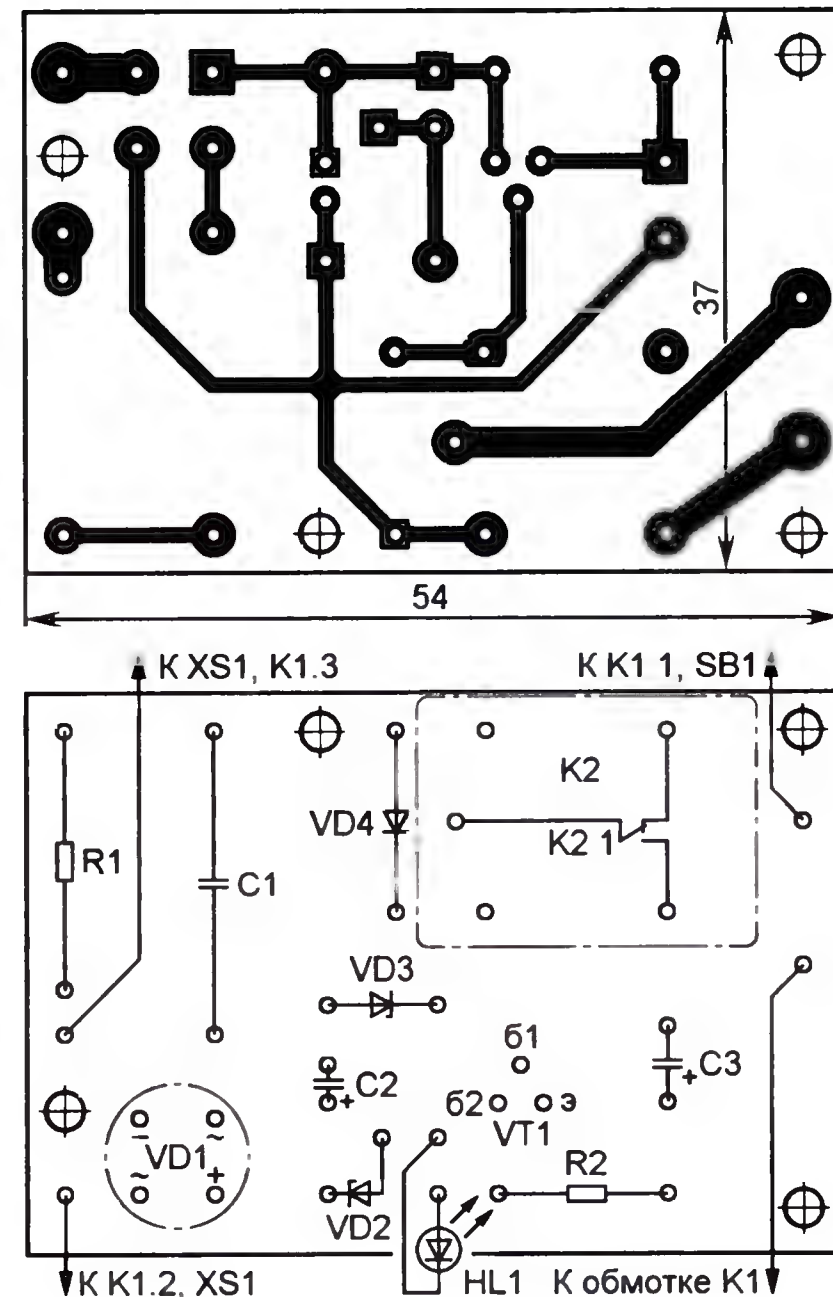 37
54
К XS1, К1.3
К К1 1, SB1
К2
VD4
К2 1
R1
C1
VD3
б1
C2
+
C3
+
б2
э
VT1
−
~
VD1
~
+
R2
VD2
HL1
К К1.2, XS1
К обмотке К1